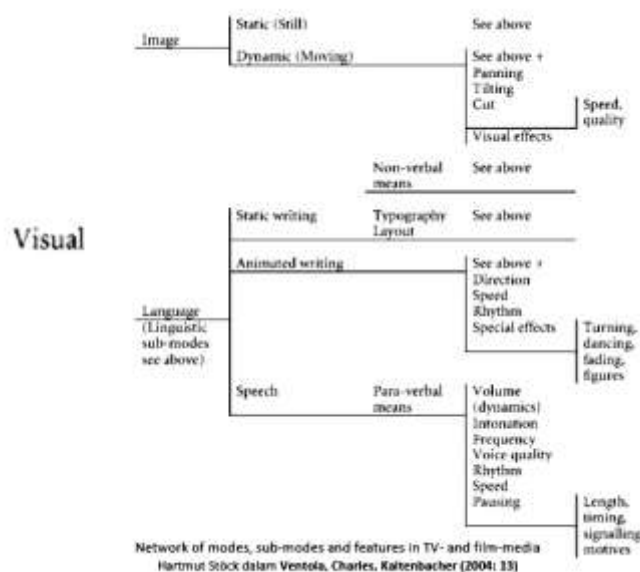 Static (Still) See above
Image
Dynamic (Moving) See above +
Panning
Tilting
Cut Speed,
quality
Visual effects
Non-verbal See above
means
Static writing Typography See above
Layout
Visual
Animated writing See above +
Direction
Speed
Rhythm
Special effects Turning,
dancing,
fading,
figures
Language
(Linguistic
sub-modes
see above)
Speech Para-verbal Volume
means (dynamics)
Intonation
Frequency
Voice quality
Rhythm
Speed
Pausing Length,
timing,
signalling
motives
Network of modes, sub-modes and features in TV- and film-media
Hartmut Stöck dalam Ventola, Charles, Kaltenbacher (2004: 13)